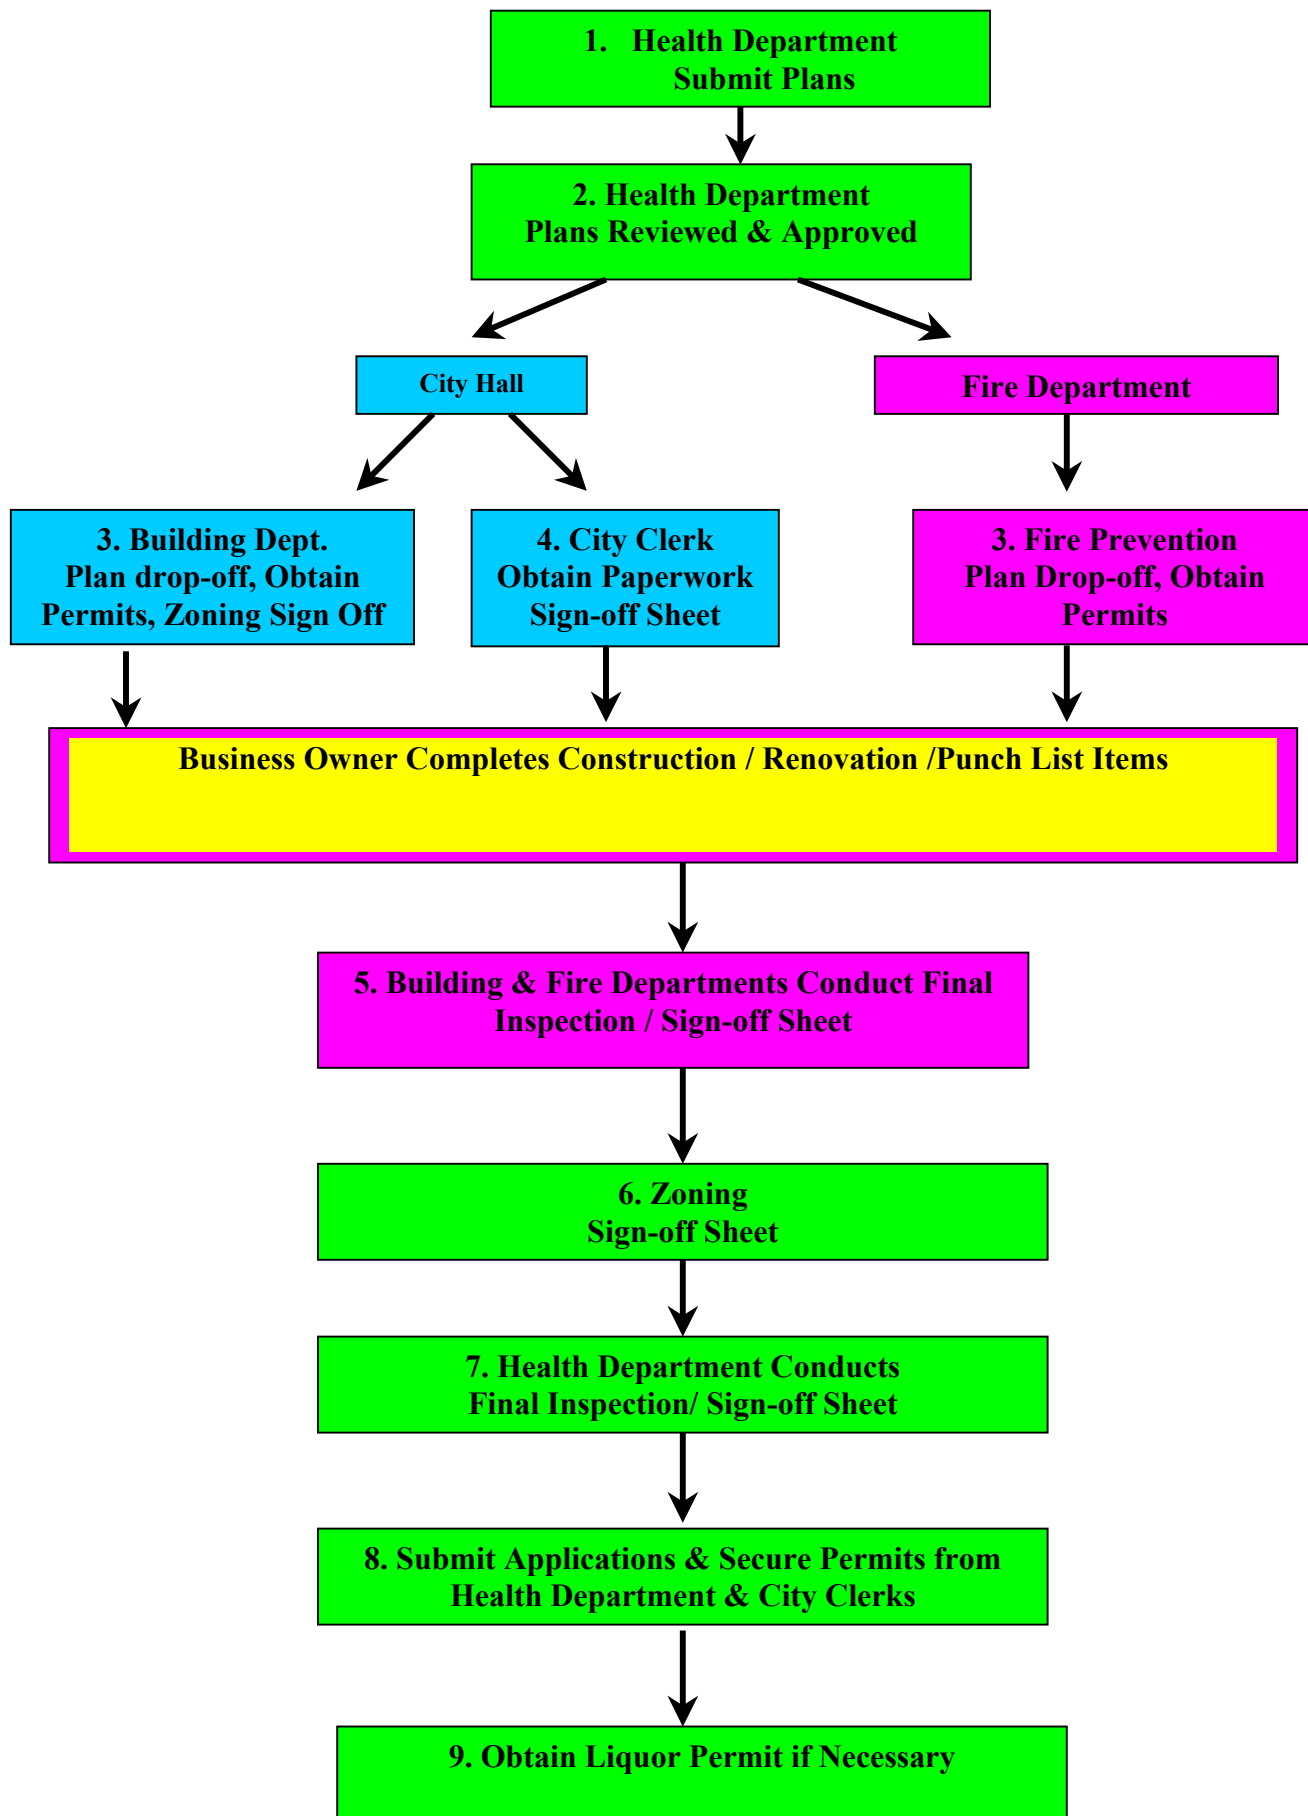 1. Health Department
Submit Plans
2. Health Department
Plans Reviewed & Approved
City Hall
Fire Department
3. Building Dept.
Plan drop-off, Obtain
Permits, Zoning Sign Off
4. City Clerk
Obtain Paperwork
Sign-off Sheet
3. Fire Prevention
Plan Drop-off, Obtain
Permits
Business Owner Completes Construction / Renovation /Punch List Items
5. Building & Fire Departments Conduct Final
Inspection / Sign-off Sheet
6. Zoning
Sign-off Sheet
7. Health Department Conducts
Final Inspection/ Sign-off Sheet
8. Submit Applications & Secure Permits from
Health Department & City Clerks
9. Obtain Liquor Permit if Necessary